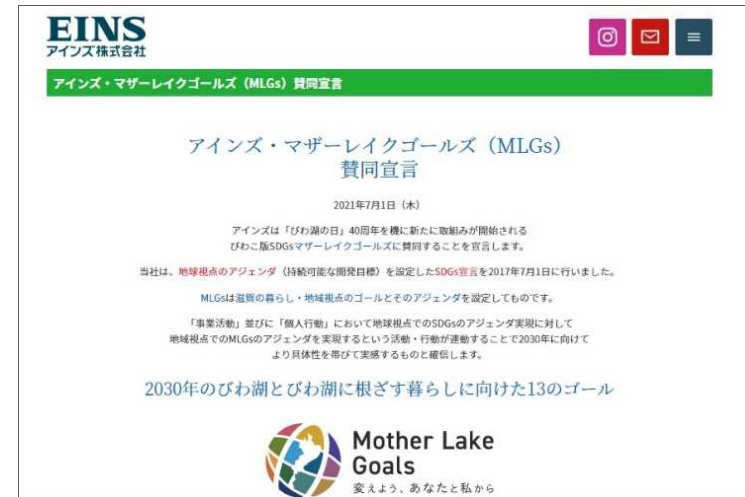 EINS
アインズ株式会社
アインズ・マザーレイクゴールズ（MLGs）賛同宣言
アインズ・マザーレイクゴールズ（MLGs）
賛同宣言
2021年7月1日（木）
アインズは「びわ湖の日」40周年を機に新たに取組みが開始される
びわこ版SDGsマザーレイクゴールズに賛同することを宣言します。
当社は、地球視点のアジェンダ（持続可能な開発目標）を設定したSDGs宣言を2017年7月1日に行いました。
MLGsは滋賀の暮らし・地域視点のゴールとそのアジェンダを設定してものです。
「事業活動」並びに「個人行動」において地球視点でのSDGsのアジェンダ実現に対して
地域視点でのMLGsのアジェンダを実現するという活動・行動が連動することで2030年に向けて
より具体性を帯びて実感するものと確信します。
2030年のびわ湖とびわ湖に根ざす暮らしに向けた13のゴール
Mother Lake
Goals
変えよう、あなたと私から